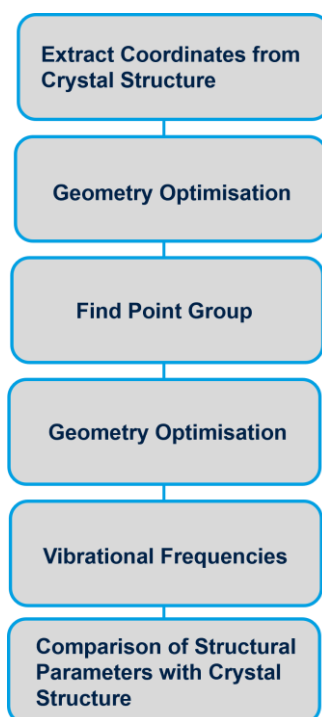 Extract Coordinates from
Crystal Structure
Geometry Optimisation
Find Point Group
Geometry Optimisation
Vibrational Frequencies
Comparison of Structural
Parameters with Crystal
Structure